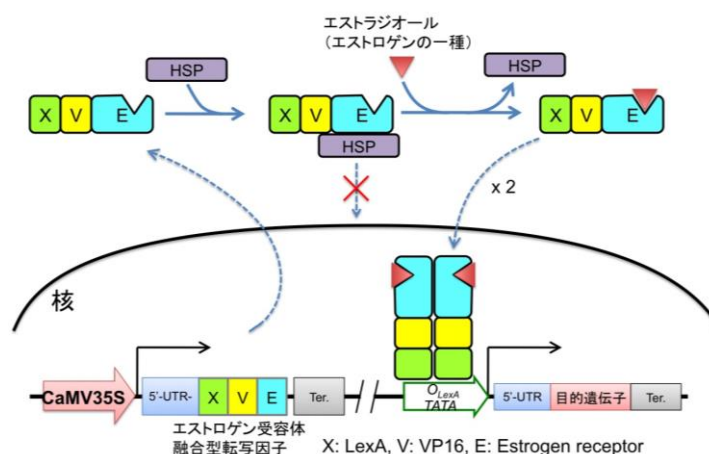 エストラジオール
（エストロゲンの一種）
HSP
HSP
X V E
X V E
HSP
X V E
x 2
核
CaMV35S
5′-UTR-
X V E
Ter.
O_LexA
TATA
5′-UTR
目的遺伝子
Ter.
エストロゲン受容体
融合型転写因子
X: LexA, V: VP16, E: Estrogen receptor